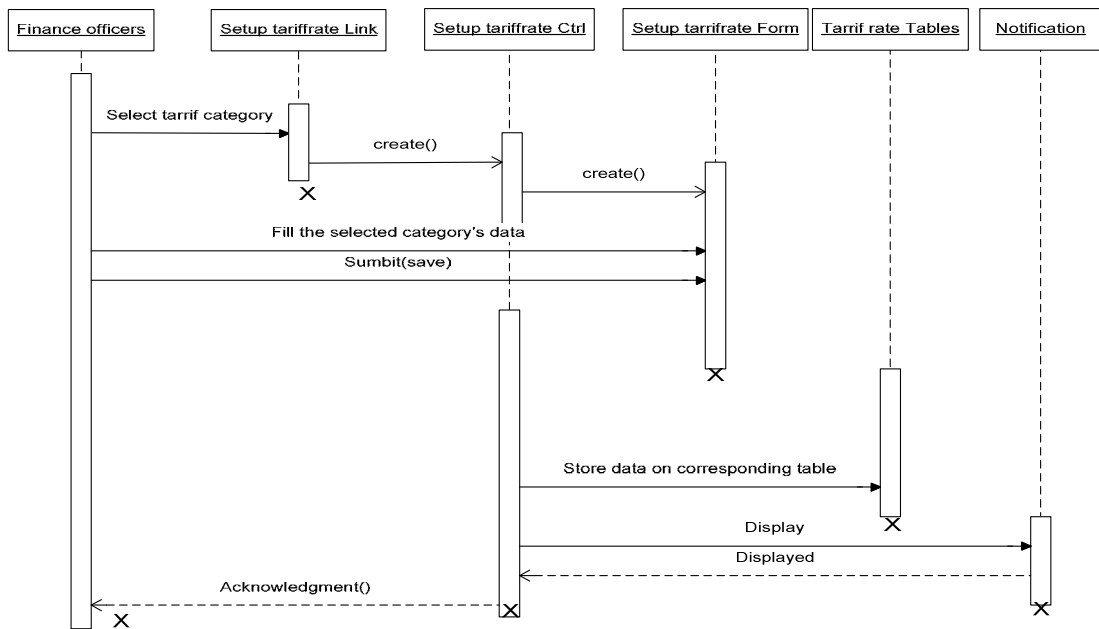 Finance officers
Setup tariffrate Link
Setup tariffrate Ctrl
Setup tarrifrate Form
Tarrif rate Tables
Notification
Select tarrif category
create()
create()
Fill the selected category's data
Sumbit(save)
Store data on corresponding table
Display
Displayed
Acknowledgment()